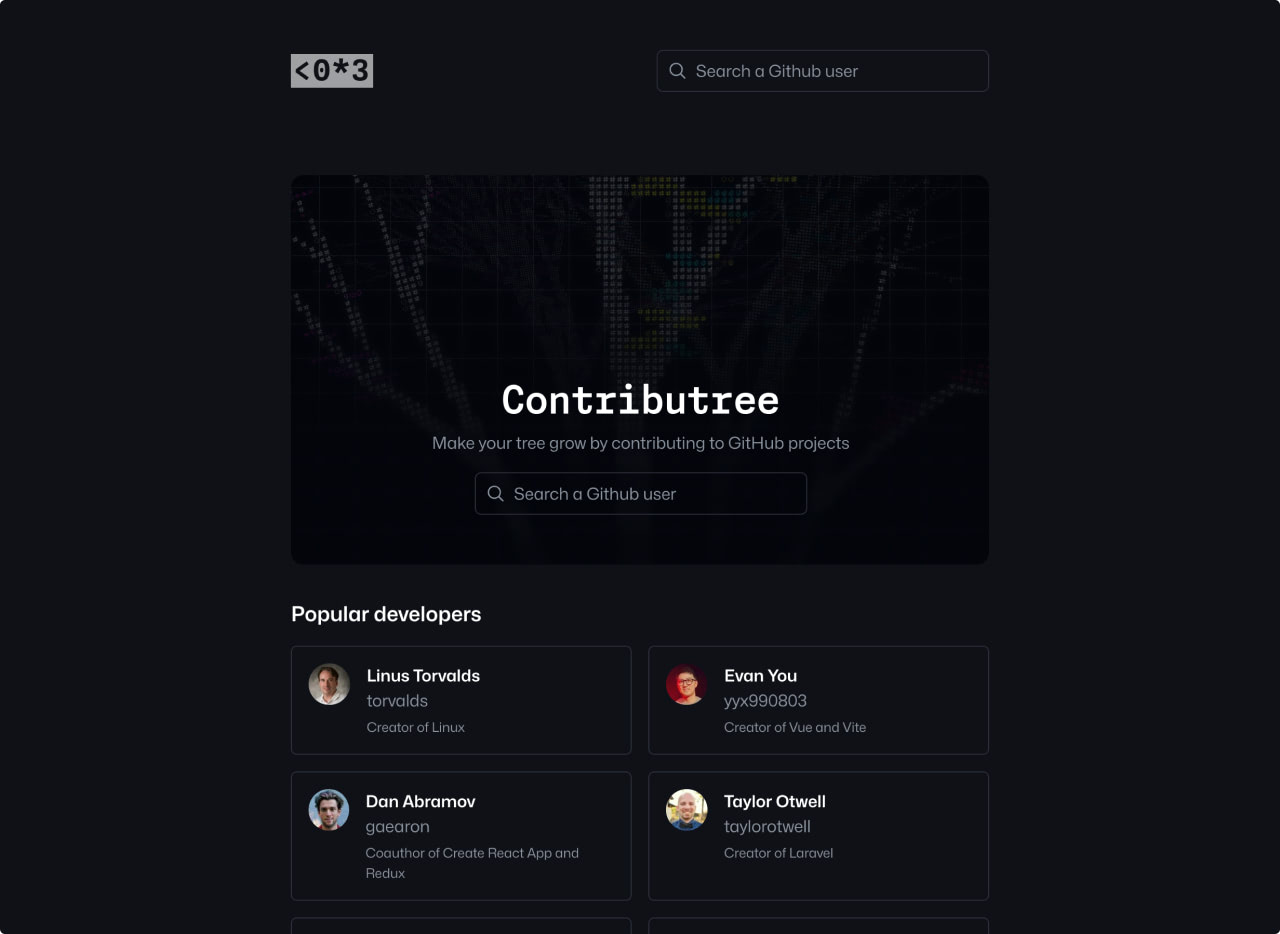 <0*3
Search a Github user
Contributree
Make your tree grow by contributing to GitHub projects
Search a Github user
Popular developers
Linus Torvalds
torvalds
Creator of Linux
Evan You
yyx990803
Creator of Vue and Vite
Dan Abramov
gaearon
Coauthor of Create React App and
Redux
Taylor Otwell
taylorotwell
Creator of Laravel